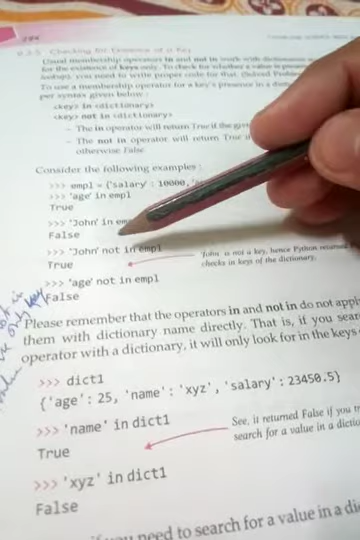 9.3.5 Checking for Existence of a Key
Usual membership operators in and not in work with dictionaries
for the existence of keys only. To check for whether a value is present
lookup), you need to write proper code for that. (Solved
To use a membership operator for a key's presence in a
per syntax given below :
<key> in <dictionary>
<key> not in <dictionary>
– The in operator will return True if the given
– The not in operator will return True
otherwise False.
Consider the following examples :
>>> empl = {'salary' : 10000,
>>> 'age' in empl
True
>>> 'John' in
False
>>> 'John' not in empl
True
'John' is not a key, hence Python returned
checks in keys of the dictionary.
>>> 'age' not in empl
False
Please remember that the operators in and not in do not
them with dictionary name directly. That is, if you
operator with a dictionary, it will only look for in the keys
>>> dict1
{'age' : 25, 'name' : 'xyz', 'salary' : 23450.5}
>>> 'name' in dict1
See, it returned False if you
search for a value in a
True
>>> 'xyz' in dict1
False
you need to search for a value in a